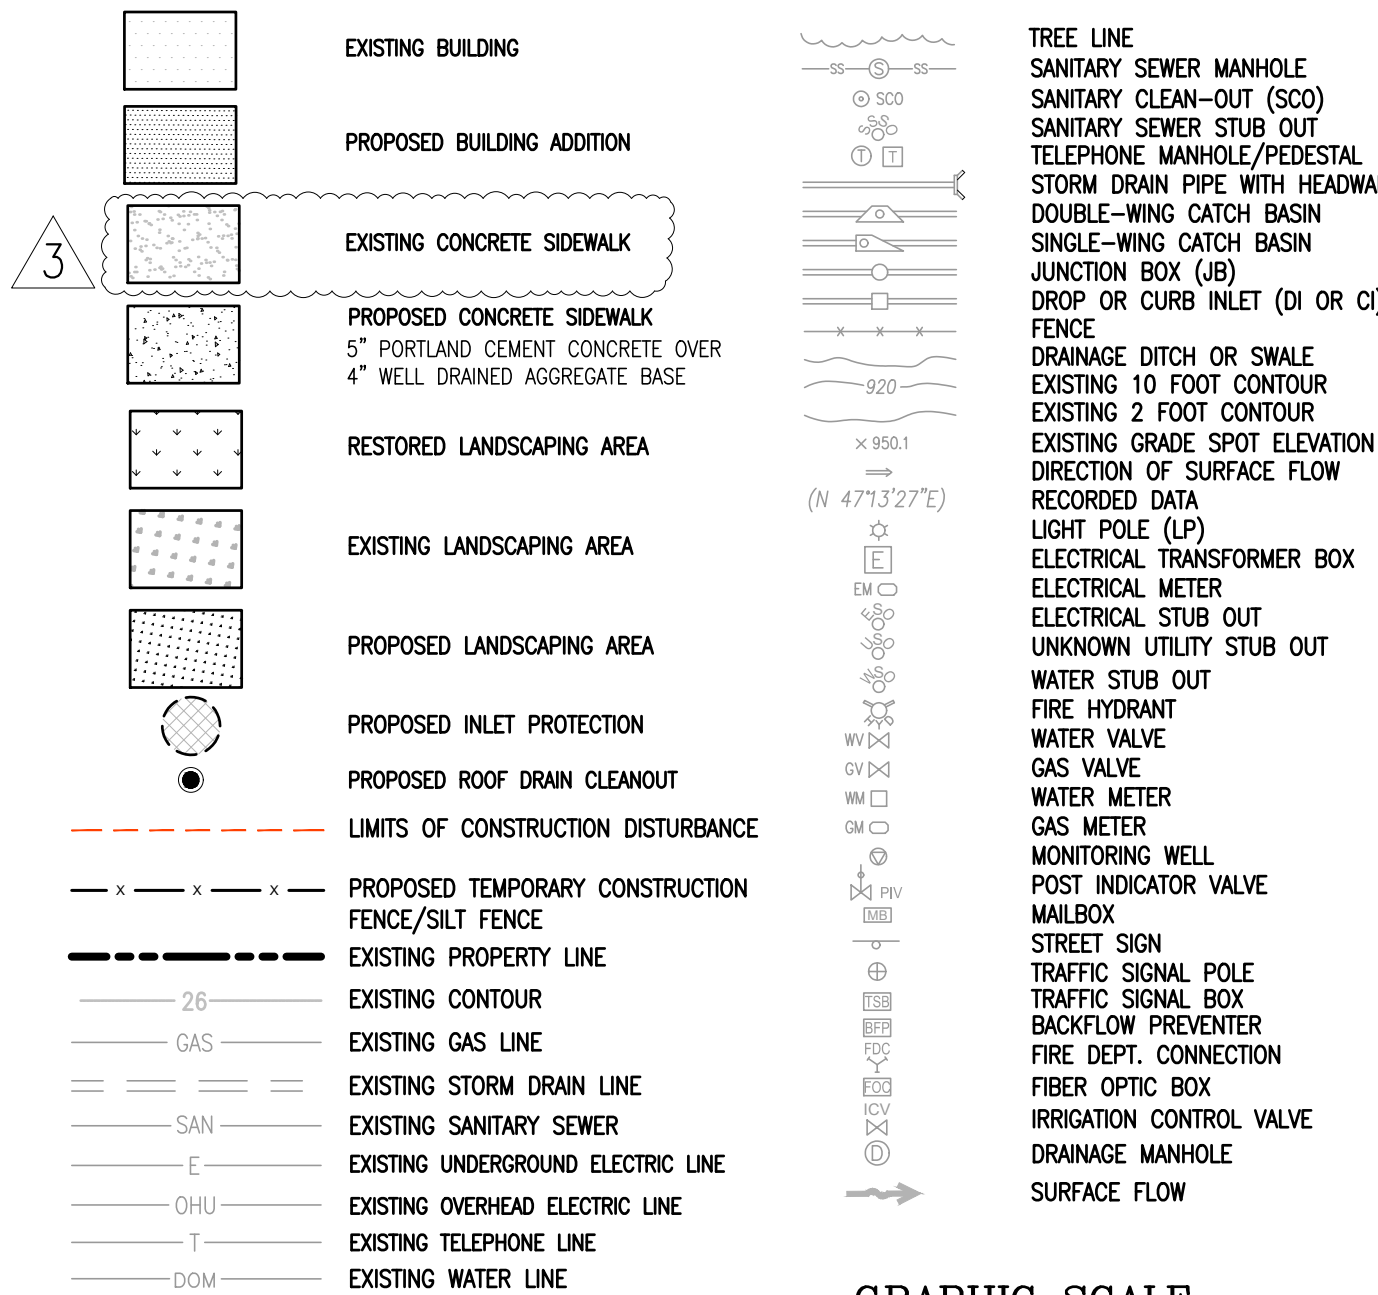 EXISTING BUILDING
PROPOSED BUILDING ADDITION
3
EXISTING CONCRETE SIDEWALK
PROPOSED CONCRETE SIDEWALK
5" PORTLAND CEMENT CONCRETE OVER
4" WELL DRAINED AGGREGATE BASE
RESTORED LANDSCAPING AREA
EXISTING LANDSCAPING AREA
PROPOSED LANDSCAPING AREA
PROPOSED INLET PROTECTION
PROPOSED ROOF DRAIN CLEANOUT
LIMITS OF CONSTRUCTION DISTURBANCE
x x x PROPOSED TEMPORARY CONSTRUCTION
FENCE/SILT FENCE
EXISTING PROPERTY LINE
26 EXISTING CONTOUR
GAS EXISTING GAS LINE
EXISTING STORM DRAIN LINE
SAN EXISTING SANITARY SEWER
E EXISTING UNDERGROUND ELECTRIC LINE
OHU EXISTING OVERHEAD ELECTRIC LINE
T EXISTING TELEPHONE LINE
DOM EXISTING WATER LINE
TREE LINE
SS S SS SANITARY SEWER MANHOLE
SCO SANITARY CLEAN-OUT (SCO)
SSSO SANITARY SEWER STUB OUT
T T TELEPHONE MANHOLE/PEDESTAL
STORM DRAIN PIPE WITH
DOUBLE-WING CATCH BASIN
SINGLE-WING CATCH BASIN
JUNCTION BOX (JB)
DROP OR CURB INLET (DI OR CI)
x x x FENCE
DRAINAGE DITCH OR SWALE
920 EXISTING 10 FOOT CONTOUR
EXISTING 2 FOOT CONTOUR
× 950.1 EXISTING GRADE SPOT ELEVATION
DIRECTION OF SURFACE FLOW
(N 47°13'27"E) RECORDED DATA
LIGHT POLE (LP)
E ELECTRICAL TRANSFORMER BOX
EM ELECTRICAL METER
ESO ELECTRICAL STUB OUT
USO UNKNOWN UTILITY STUB OUT
WSO WATER STUB OUT
FIRE HYDRANT
WV WATER VALVE
GV GAS VALVE
WM WATER METER
GM GAS METER
MONITORING WELL
PIV POST INDICATOR VALVE
MB MAILBOX
STREET SIGN
TRAFFIC SIGNAL POLE
TSB TRAFFIC SIGNAL BOX
BFP BACKFLOW PREVENTER
FDC FIRE DEPT. CONNECTION
FOC FIBER OPTIC BOX
ICV IRRIGATION CONTROL VALVE
D DRAINAGE MANHOLE
SURFACE FLOW
GRAPHIC SCALE